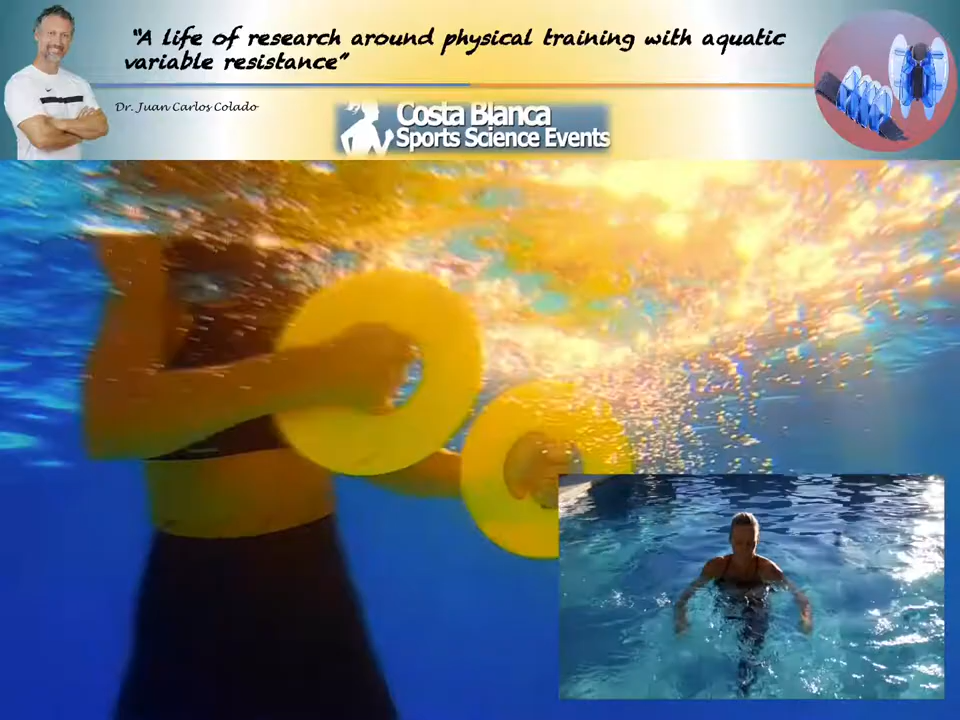 "A life of research around physical training with aquatic
variable resistance"
Dr. Juan Carlos Colado
Costa Blanca
Sports Science Events